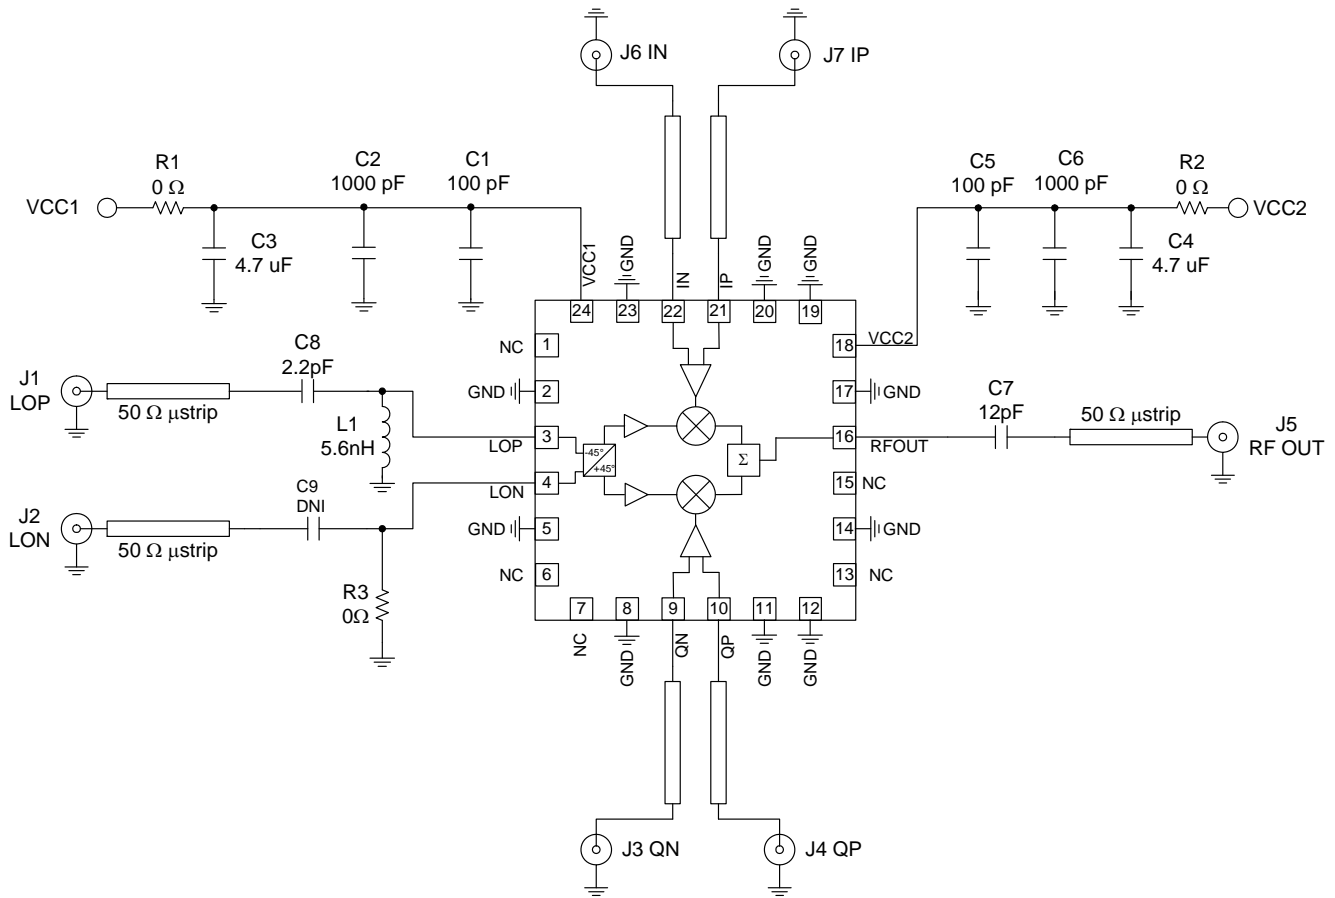 J6 IN
J7 IP
R1
0 Ω
C2
1000 pF
C1
100 pF
C5
100 pF
C6
1000 pF
R2
0 Ω
VCC1
VCC2
C3
4.7 uF
C4
4.7 uF
VCC1
GND
IN
IP
GND
GND
24
23
22
21
20
19
NC
1
18
VCC2
C8
2.2pF
J1
LOP
50 Ω µstrip
GND
2
17
GND
C7
12pF
50 Ω µstrip
J5
RF OUT
L1
5.6nH
LOP
3
-45°
+45°
Σ
16
RFOUT
LON
4
15
NC
C9
DNI
J2
LON
50 Ω µstrip
GND
5
14
GND
NC
6
13
NC
R3
0Ω
7
8
9
10
11
12
NC
GND
QN
QP
GND
GND
J3 QN
J4 QP